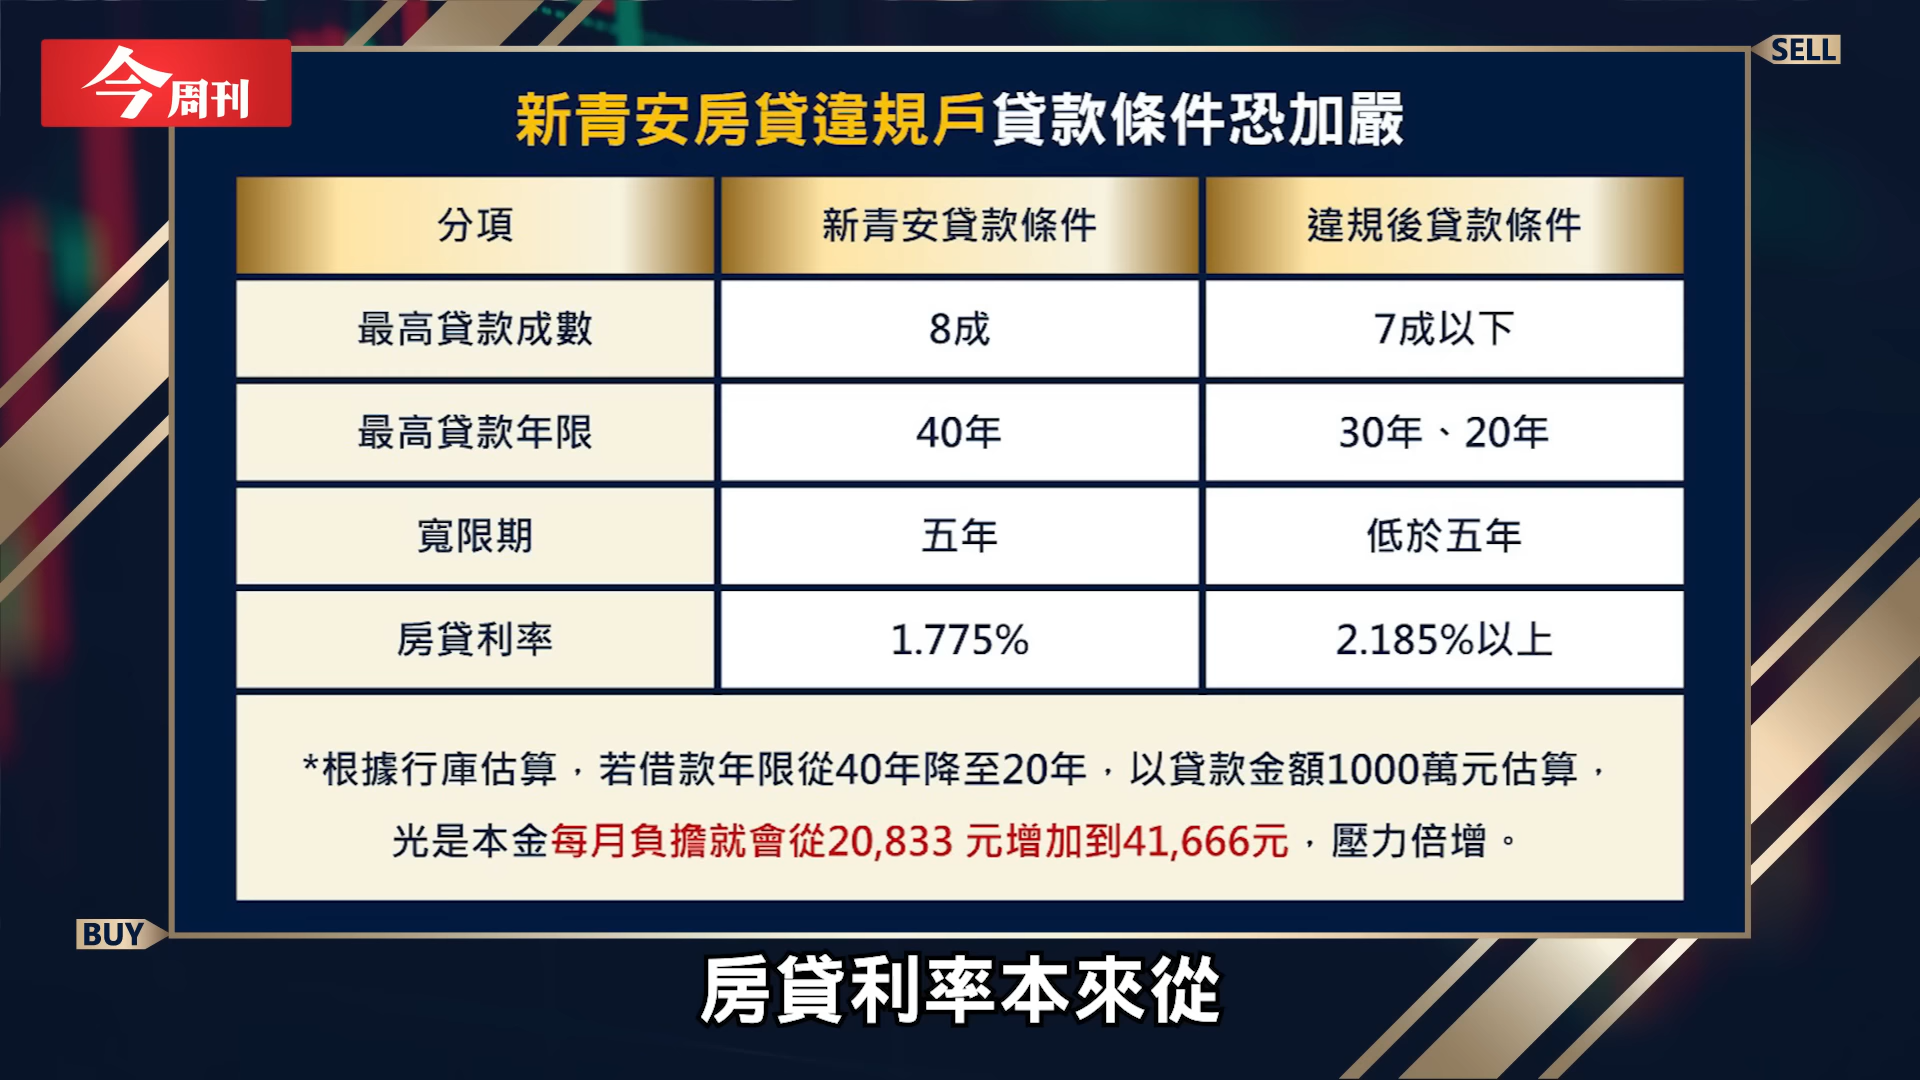 今周刊
SELL
新青安房貸違規戶貸款條件恐加嚴
分項 新青安貸款條件 違規後貸款條件
最高貸款成數 8成 7成以下
最高貸款年限 40年 30年、20年
寬限期 五年 低於五年
房貸利率 1.775% 2.185%以上
*根據行庫估算，若借款年限從40年降至20年，以貸款金額1000萬元估算，
光是本金每月負擔就會從20,833 元增加到41,666元，壓力倍增。
BUY
房貸利率本來從